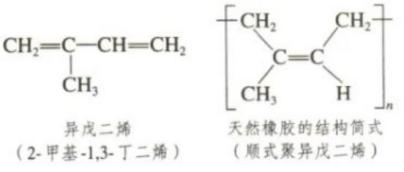 CH₂=C—CH=CH₂
CH₃
异戊二烯
(2-甲基-1,3-丁二烯)
CH₂ CH₂
C=C
CH₃ H
n
天然橡胶的结构简式
(顺式聚异戊二烯)